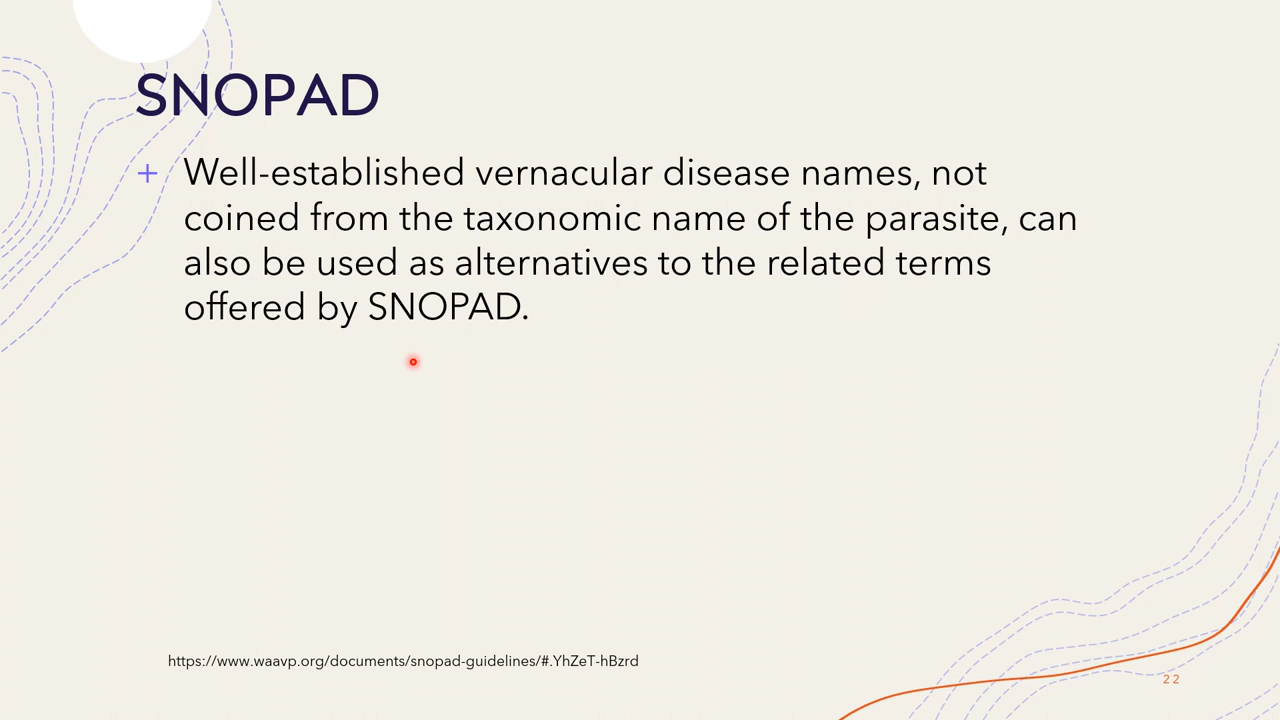 SNOPAD
+ Well-established vernacular disease names, not
coined from the taxonomic name of the parasite, can
also be used as alternatives to the related terms
offered by SNOPAD.
https://www.waavp.org/documents/snopad-guidelines/#.YhZeT-hBzrd
22